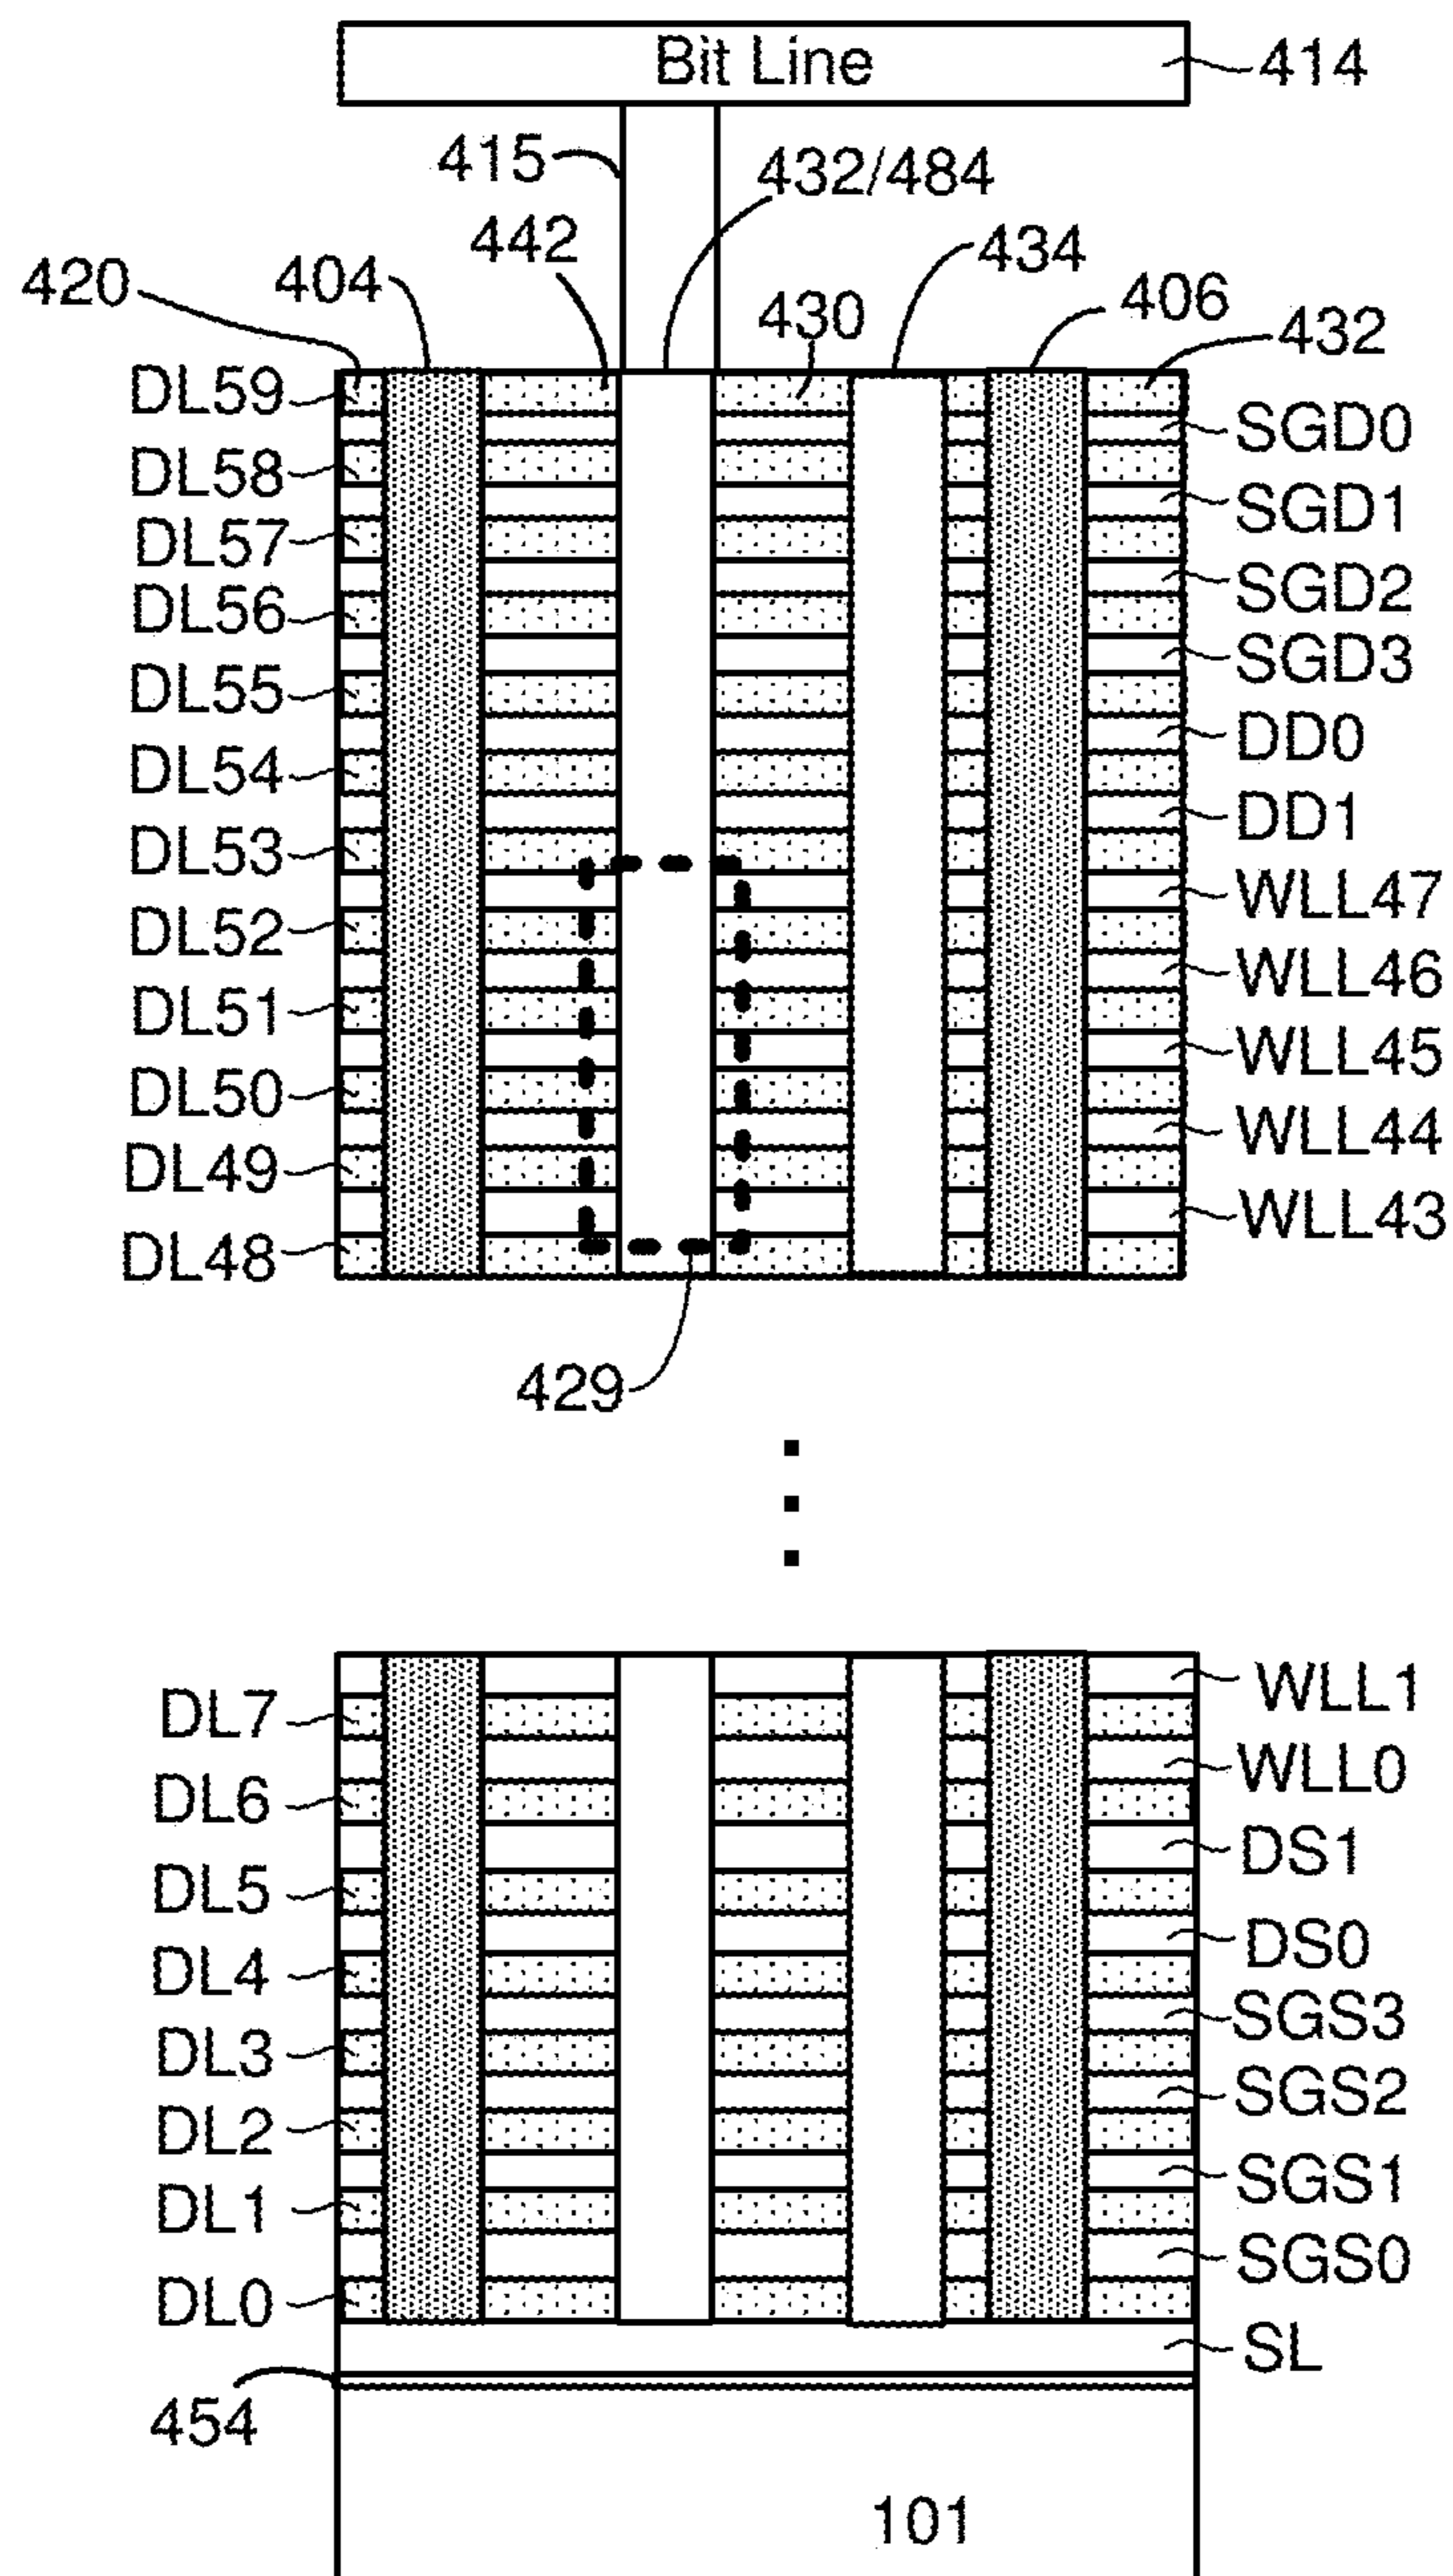 Bit Line
414
415
432/484
442
434
420
404
430
406
432
DL59
SGD0
DL58
SGD1
DL57
SGD2
DL56
SGD3
DL55
DD0
DL54
DD1
DL53
WLL47
DL52
WLL46
DL51
WLL45
DL50
WLL44
DL49
WLL43
DL48
429
WLL1
DL7
WLL0
DL6
DS1
DL5
DS0
DL4
SGS3
DL3
SGS2
DL2
SGS1
DL1
SGS0
DL0
SL
454
101